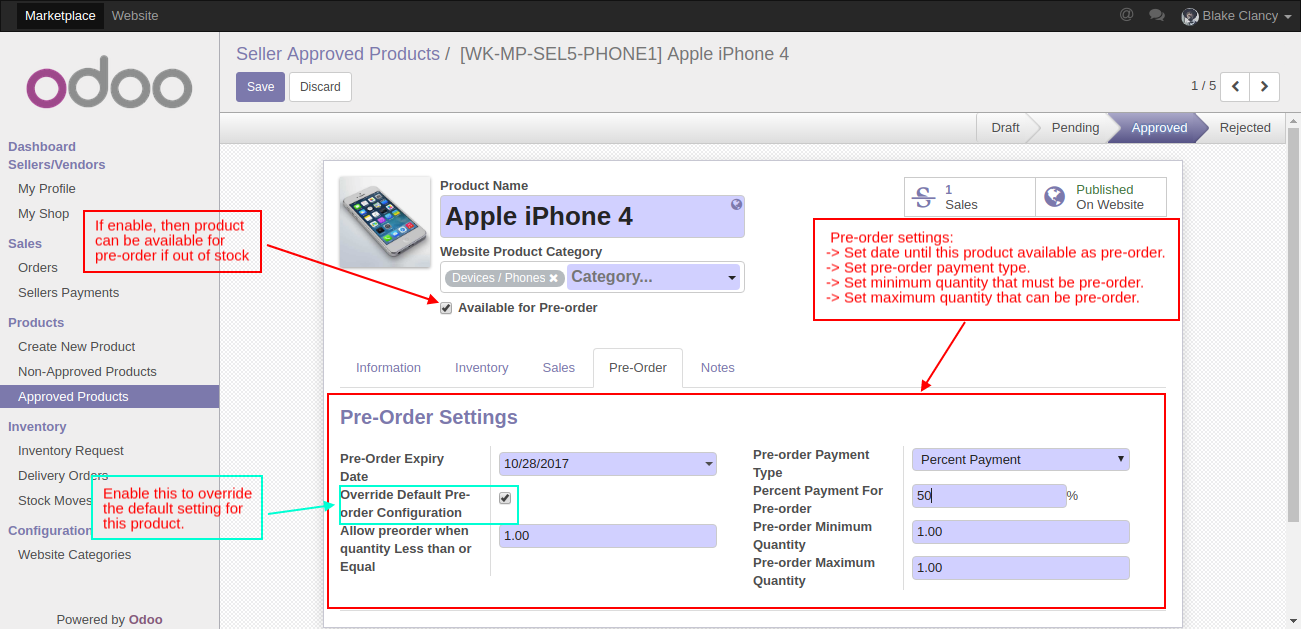 Marketplace Website
@ Blake Clancy
odoo
Seller Approved Products / [WK-MP-SEL5-PHONE1] Apple iPhone 4
Save Discard
1 / 5
Draft Pending Approved Rejected
Dashboard
Sellers/Vendors
My Profile
My Shop
Sales
Orders
Sellers Payments
Products
Create New Product
Non-Approved Products
Approved Products
Inventory
Inventory Request
Delivery Orders
Stock Moves
Configuration
Website Categories
Powered by Odoo
If enable, then product
can be available for
pre-order if out of stock
Enable this to override
the default setting for
this product.
Product Name
Apple iPhone 4
Website Product Category
Devices / Phones Category...
Available for Pre-order
1
Sales
Published
On Website
Pre-order settings:
-> Set date until this product available as pre-order.
-> Set pre-order payment type.
-> Set minimum quantity that must be pre-order.
-> Set maximum quantity that can be pre-order.
Information Inventory Sales Pre-Order Notes
Pre-Order Settings
Pre-Order Expiry
Date
10/28/2017
Override Default Pre-
order Configuration
Allow preorder when
quantity Less than or
Equal
1.00
Pre-order Payment
Type
Percent Payment
Percent Payment For
Pre-order
50 %
Pre-order Minimum
Quantity
1.00
Pre-order Maximum
Quantity
1.00